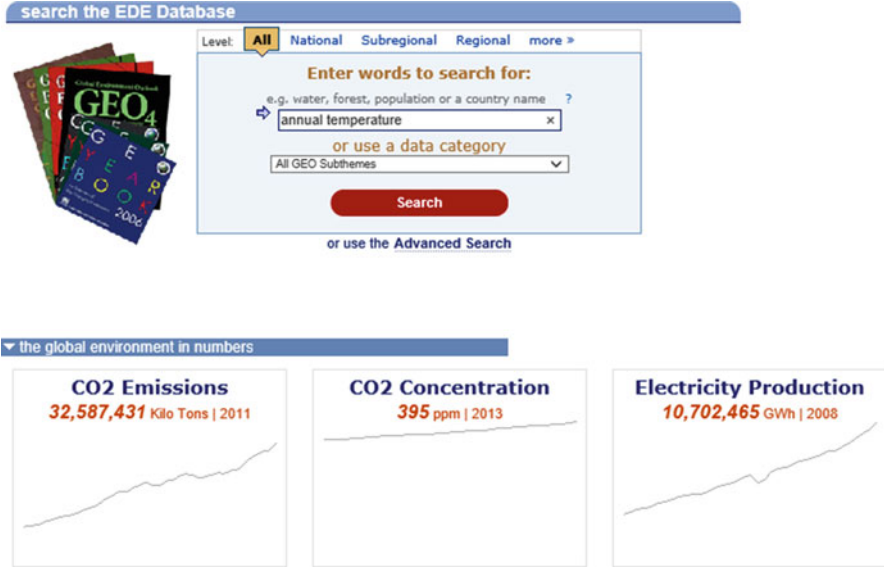 search the EDE Database
Level: All National Subregional Regional more »
Enter words to search for:
e.g. water, forest, population or a country name ?
annual temperature ×
or use a data category
All GEO Subthemes
Search
or use the Advanced Search
Global Environment Outlook
GEO4
YEAR
BOOK
2006
the global environment in numbers
CO2 Emissions
32,587,431 Kilo Tons | 2011
CO2 Concentration
395 ppm | 2013
Electricity Production
10,702,465 GWh | 2008